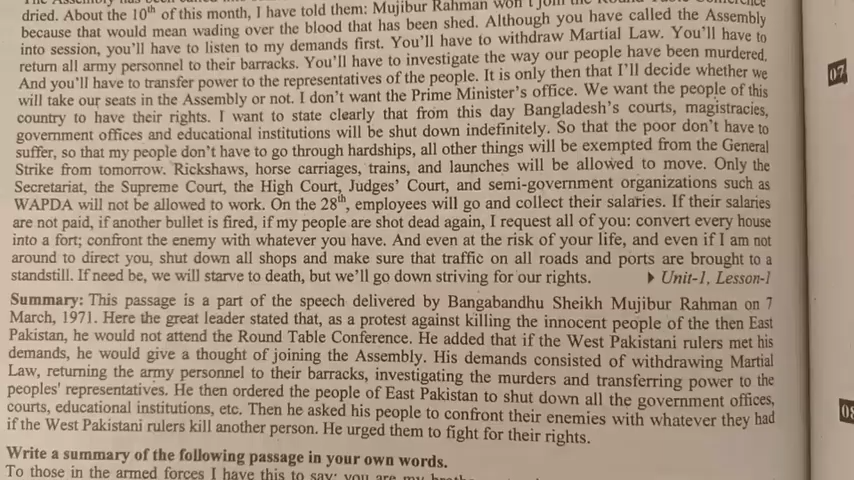 dried. About the 10th of this month, I have told them: Mujibur Rahman won't join the Round Table Conference
because that would mean wading over the blood that has been shed. Although you have called the Assembly
into session, you'll have to listen to my demands first. You'll have to withdraw Martial Law. You'll have to
return all army personnel to their barracks. You'll have to investigate the way our people have been murdered.
And you'll have to transfer power to the representatives of the people. It is only then that I'll decide whether we
will take our seats in the Assembly or not. I don't want the Prime Minister's office. We want the people of this
country to have their rights. I want to state clearly that from this day Bangladesh's courts, magistracies,
government offices and educational institutions will be shut down indefinitely. So that the poor don't have to
suffer, so that my people don't have to go through hardships, all other things will be exempted from the General
Strike from tomorrow. Rickshaws, horse carriages, trains, and launches will be allowed to move. Only the
Secretariat, the Supreme Court, the High Court, Judges' Court, and semi-government organizations such as
WAPDA will not be allowed to work. On the 28th, employees will go and collect their salaries. If their salaries
are not paid, if another bullet is fired, if my people are shot dead again, I request all of you: convert every house
into a fort; confront the enemy with whatever you have. And even at the risk of your life, and even if I am not
around to direct you, shut down all shops and make sure that traffic on all roads and ports are brought to a
standstill. If need be, we will starve to death, but we'll go down striving for our rights. ▶ Unit-1, Lesson-1
Summary: This passage is a part of the speech delivered by Bangabandhu Sheikh Mujibur Rahman on 7
March, 1971. Here the great leader stated that, as a protest against killing the innocent people of the then East
Pakistan, he would not attend the Round Table Conference. He added that if the West Pakistani rulers met his
demands, he would give a thought of joining the Assembly. His demands consisted of withdrawing Martial
Law, returning the army personnel to their barracks, investigating the murders and transferring power to the
peoples' representatives. He then ordered the people of East Pakistan to shut down all the government offices,
courts, educational institutions, etc. Then he asked his people to confront their enemies with whatever they had
if the West Pakistani rulers kill another person. He urged them to fight for their rights.
Write a summary of the following passage in your own words.
To those in the armed forces I have this to say: you are my
07
08